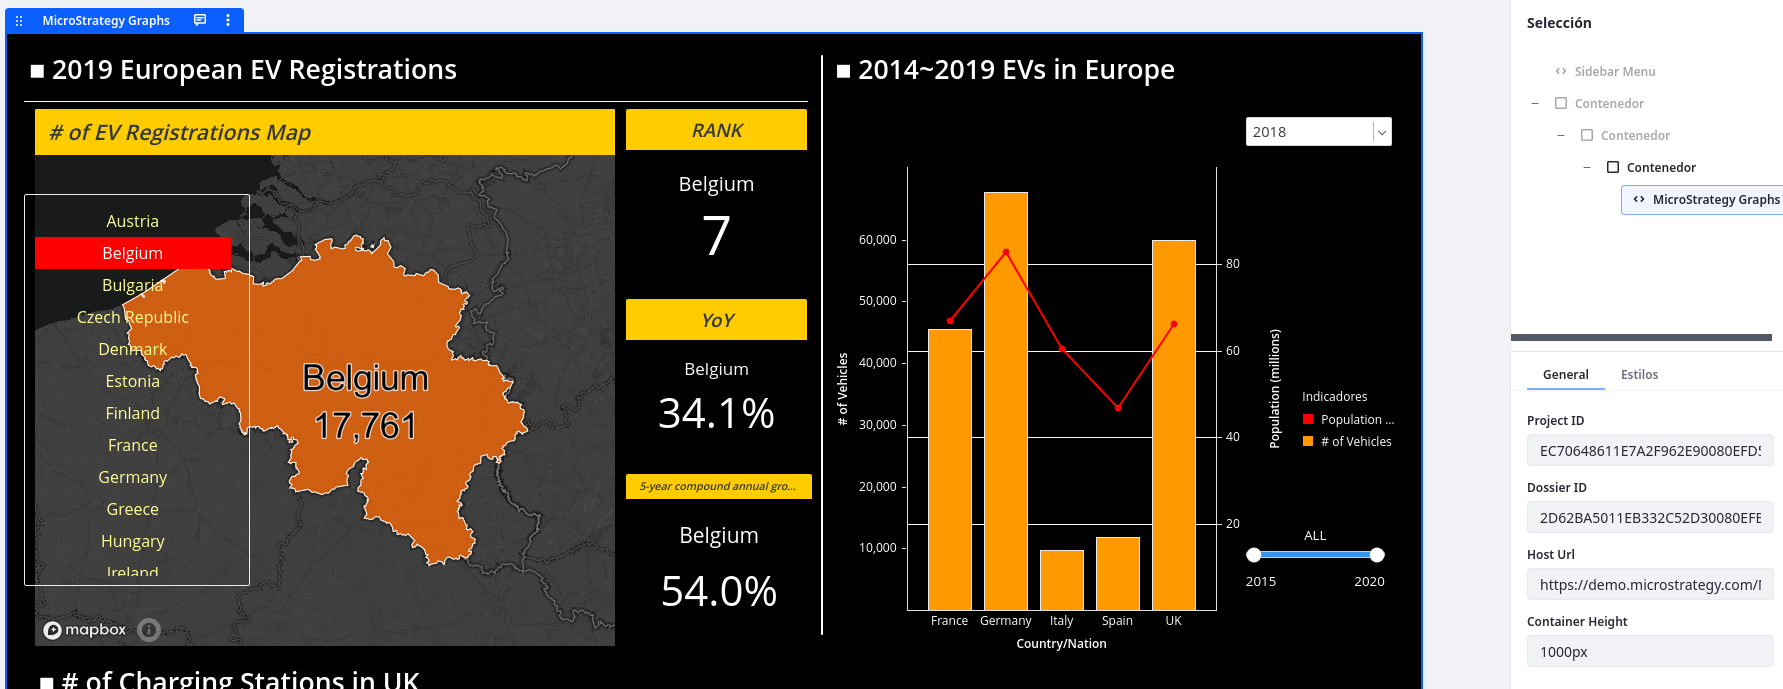 MicroStrategy Graphs
2019 European EV Registrations
# of EV Registrations Map
Austria
Belgium
Bulgaria
Czech Republic
Denmark
Estonia
Finland
France
Germany
Greece
Hungary
Ireland
Belgium
17,761
mapbox
RANK
Belgium
7
YoY
Belgium
34.1%
5-year compound annual gro...
Belgium
54.0%
2014~2019 EVs in Europe
2018
# of Vehicles
60,000
50,000
40,000
30,000
20,000
10,000
80
60
40
20
Population (millions)
France Germany Italy Spain UK
Country/Nation
Indicadores
Population ...
# of Vehicles
ALL
2015 2020
# of Charging Stations in UK
Selección
Sidebar Menu
Contenedor
Contenedor
Contenedor
MicroStrategy Graphs
General Estilos
Project ID
EC70648611E7A2F962E90080EFD
Dossier ID
2D62BA5011EB332C52D30080EFE
Host Url
https://demo.microstrategy.com/
Container Height
1000px